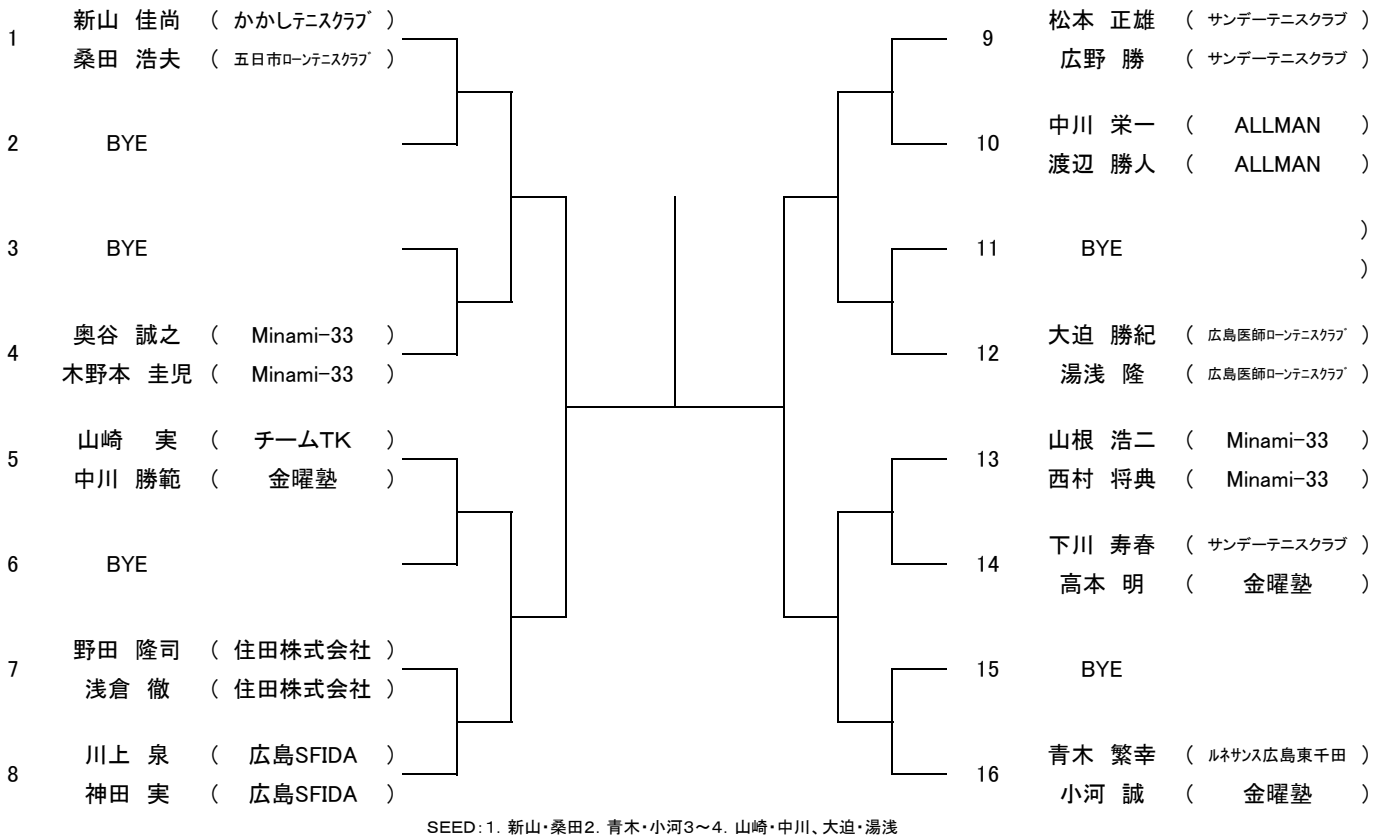 1
新山 佳尚 ( かかしテニスクラブ )
桑田 浩夫 ( 五日市ローンテニスクラブ )
2 BYE
3 BYE
4
奥谷 誠之 ( Minami-33 )
木野本 圭児 ( Minami-33 )
5
山崎 実 ( チームTK )
中川 勝範 ( 金曜塾 )
6 BYE
7
野田 隆司 ( 住田株式会社 )
浅倉 徹 ( 住田株式会社 )
8
川上 泉 ( 広島SFIDA )
神田 実 ( 広島SFIDA )
9
松本 正雄 ( サンデーテニスクラブ )
広野 勝 ( サンデーテニスクラブ )
10
中川 栄一 ( ALLMAN )
渡辺 勝人 ( ALLMAN )
)
11 BYE
)
12
大迫 勝紀 ( 広島医師ローンテニスクラブ )
湯浅 隆 ( 広島医師ローンテニスクラブ )
13
山根 浩二 ( Minami-33 )
西村 将典 ( Minami-33 )
14
下川 寿春 ( サンデーテニスクラブ )
高本 明 ( 金曜塾 )
15 BYE
16
青木 繁幸 ( ルネサンス広島東千田 )
小河 誠 ( 金曜塾 )
SEED:1. 新山・桑田2. 青木・小河3～4. 山崎・中川、大迫・湯浅